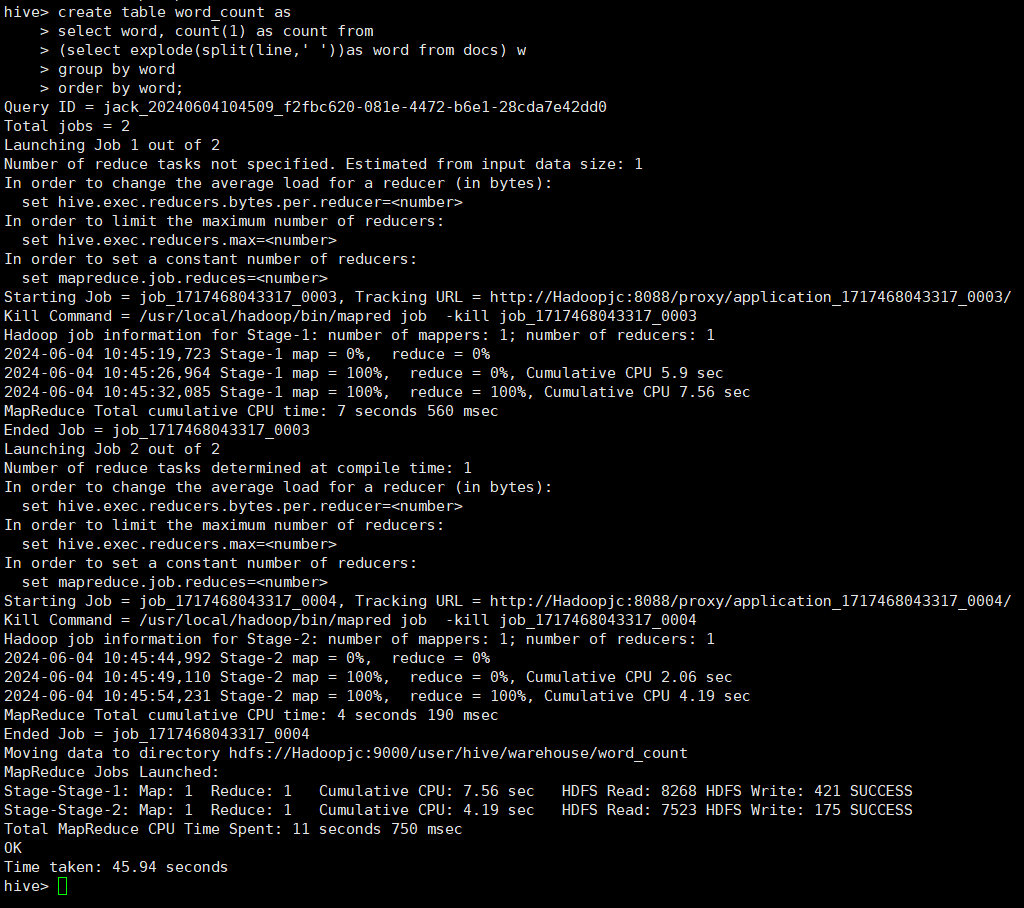 hive> create table word_count as
    > select word, count(1) as count from
    > (select explode(split(line,' '))as word from docs) w
    > group by word
    > order by word;
Query ID = jack_20240604104509_f2fbc620-081e-4472-b6e1-28cda7e42dd0
Total jobs = 2
Launching Job 1 out of 2
Number of reduce tasks not specified. Estimated from input data size: 1
In order to change the average load for a reducer (in bytes):
  set hive.exec.reducers.bytes.per.reducer=<number>
In order to limit the maximum number of reducers:
  set hive.exec.reducers.max=<number>
In order to set a constant number of reducers:
  set mapreduce.job.reduces=<number>
Starting Job = job_1717468043317_0003, Tracking URL = http://Hadoopjc:8088/proxy/application_1717468043317_0003/
Kill Command = /usr/local/hadoop/bin/mapred job  -kill job_1717468043317_0003
Hadoop job information for Stage-1: number of mappers: 1; number of reducers: 1
2024-06-04 10:45:19,723 Stage-1 map = 0%,  reduce = 0%
2024-06-04 10:45:26,964 Stage-1 map = 100%,  reduce = 0%, Cumulative CPU 5.9 sec
2024-06-04 10:45:32,085 Stage-1 map = 100%,  reduce = 100%, Cumulative CPU 7.56 sec
MapReduce Total cumulative CPU time: 7 seconds 560 msec
Ended Job = job_1717468043317_0003
Launching Job 2 out of 2
Number of reduce tasks determined at compile time: 1
In order to change the average load for a reducer (in bytes):
  set hive.exec.reducers.bytes.per.reducer=<number>
In order to limit the maximum number of reducers:
  set hive.exec.reducers.max=<number>
In order to set a constant number of reducers:
  set mapreduce.job.reduces=<number>
Starting Job = job_1717468043317_0004, Tracking URL = http://Hadoopjc:8088/proxy/application_1717468043317_0004/
Kill Command = /usr/local/hadoop/bin/mapred job  -kill job_1717468043317_0004
Hadoop job information for Stage-2: number of mappers: 1; number of reducers: 1
2024-06-04 10:45:44,992 Stage-2 map = 0%,  reduce = 0%
2024-06-04 10:45:49,110 Stage-2 map = 100%,  reduce = 0%, Cumulative CPU 2.06 sec
2024-06-04 10:45:54,231 Stage-2 map = 100%,  reduce = 100%, Cumulative CPU 4.19 sec
MapReduce Total cumulative CPU time: 4 seconds 190 msec
Ended Job = job_1717468043317_0004
Moving data to directory hdfs://Hadoopjc:9000/user/hive/warehouse/word_count
MapReduce Jobs Launched:
Stage-Stage-1: Map: 1  Reduce: 1   Cumulative CPU: 7.56 sec   HDFS Read: 8268 HDFS Write: 421 SUCCESS
Stage-Stage-2: Map: 1  Reduce: 1   Cumulative CPU: 4.19 sec   HDFS Read: 7523 HDFS Write: 175 SUCCESS
Total MapReduce CPU Time Spent: 11 seconds 750 msec
OK
Time taken: 45.94 seconds
hive>